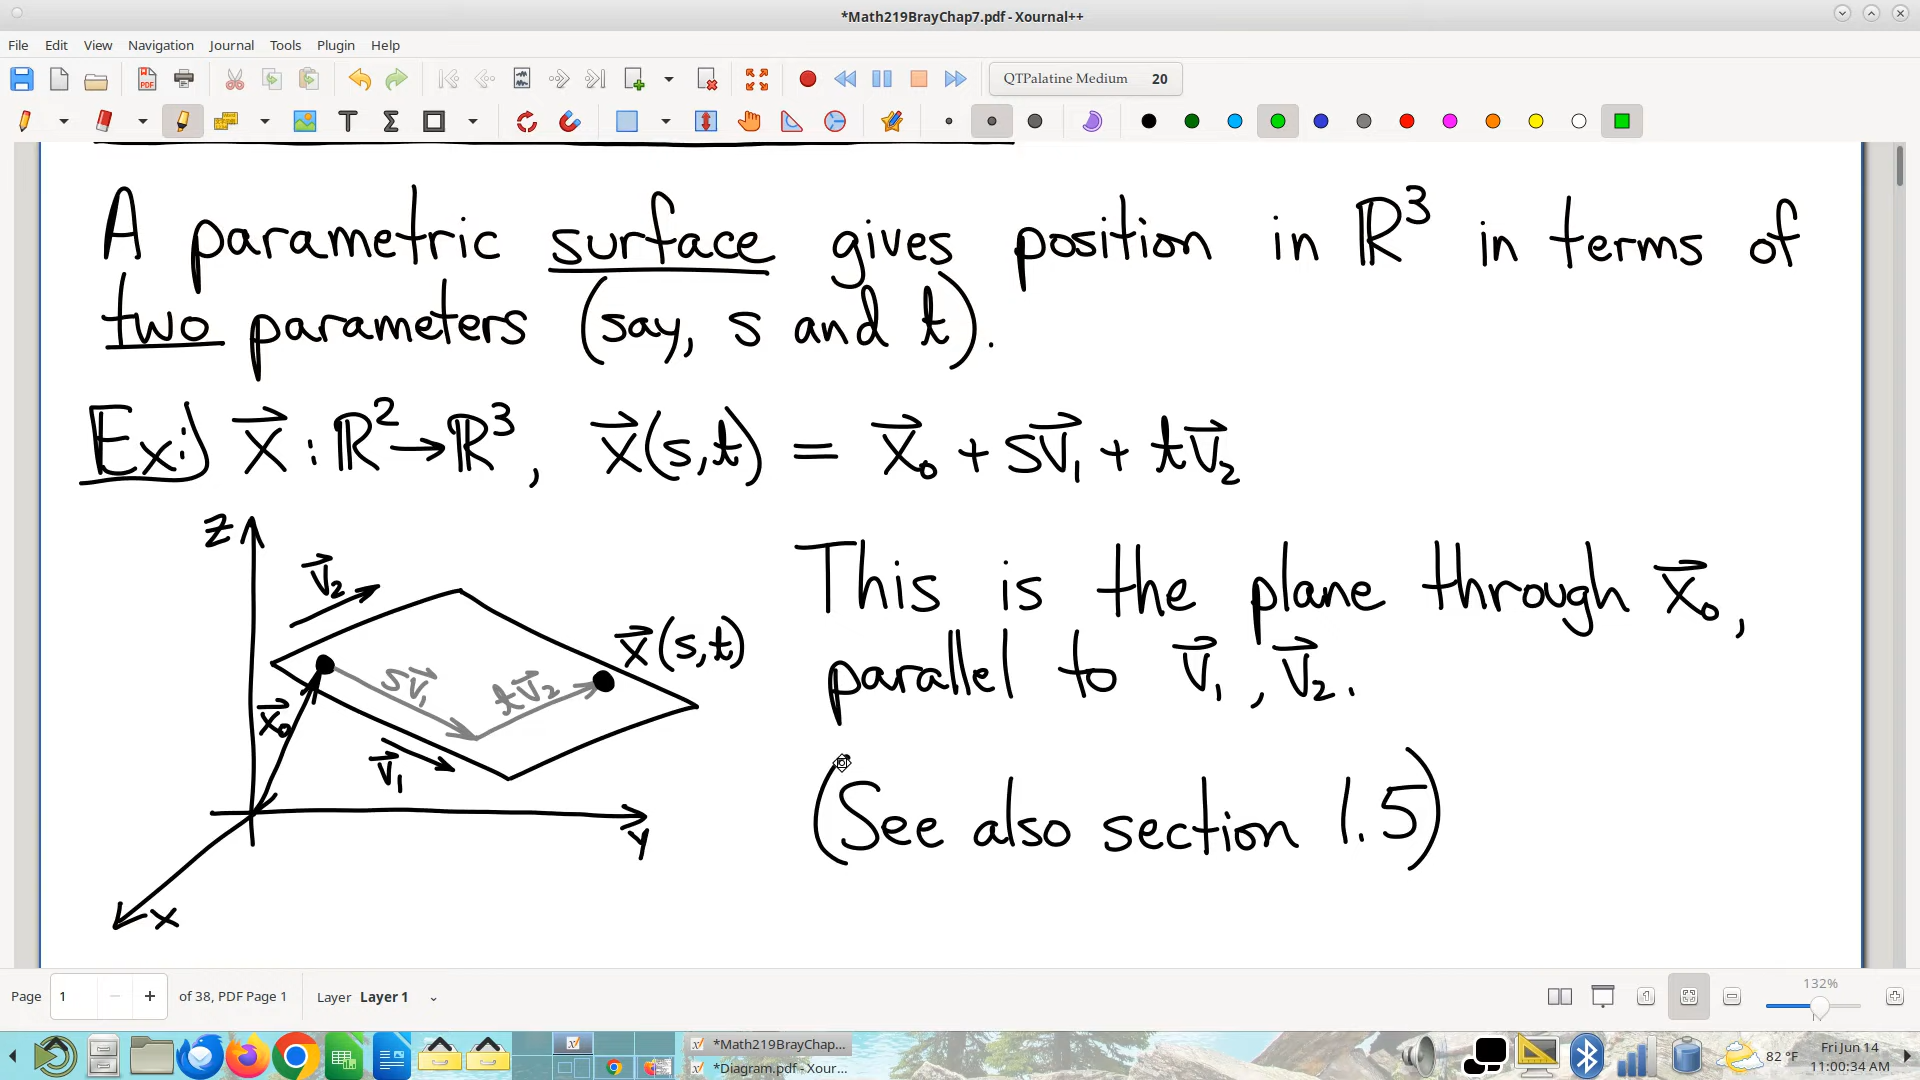 *Math219BrayChap7.pdf - Xournal++
File Edit View Navigation Journal Tools Plugin Help
QTPalatine Medium 20
A parametric surface gives position in ℝ³ in terms of
two parameters (say, s and t).
Ex:) x⃗ : ℝ² → ℝ³, x⃗(s,t) = x⃗₀ + sv⃗₁ + tv⃗₂
z
v⃗₂
x⃗(s,t)
sv⃗₁
tv⃗₂
x⃗₀
v⃗₁
y
x
This is the plane through x⃗₀,
parallel to v⃗₁, v⃗₂.
(See also section 1.5)
Page 1 of 38, PDF Page 1 Layer Layer 1
132%
*Math219BrayChap...
*Diagram.pdf - Xour...
82 °F
Fri Jun 14
11:00:34 AM